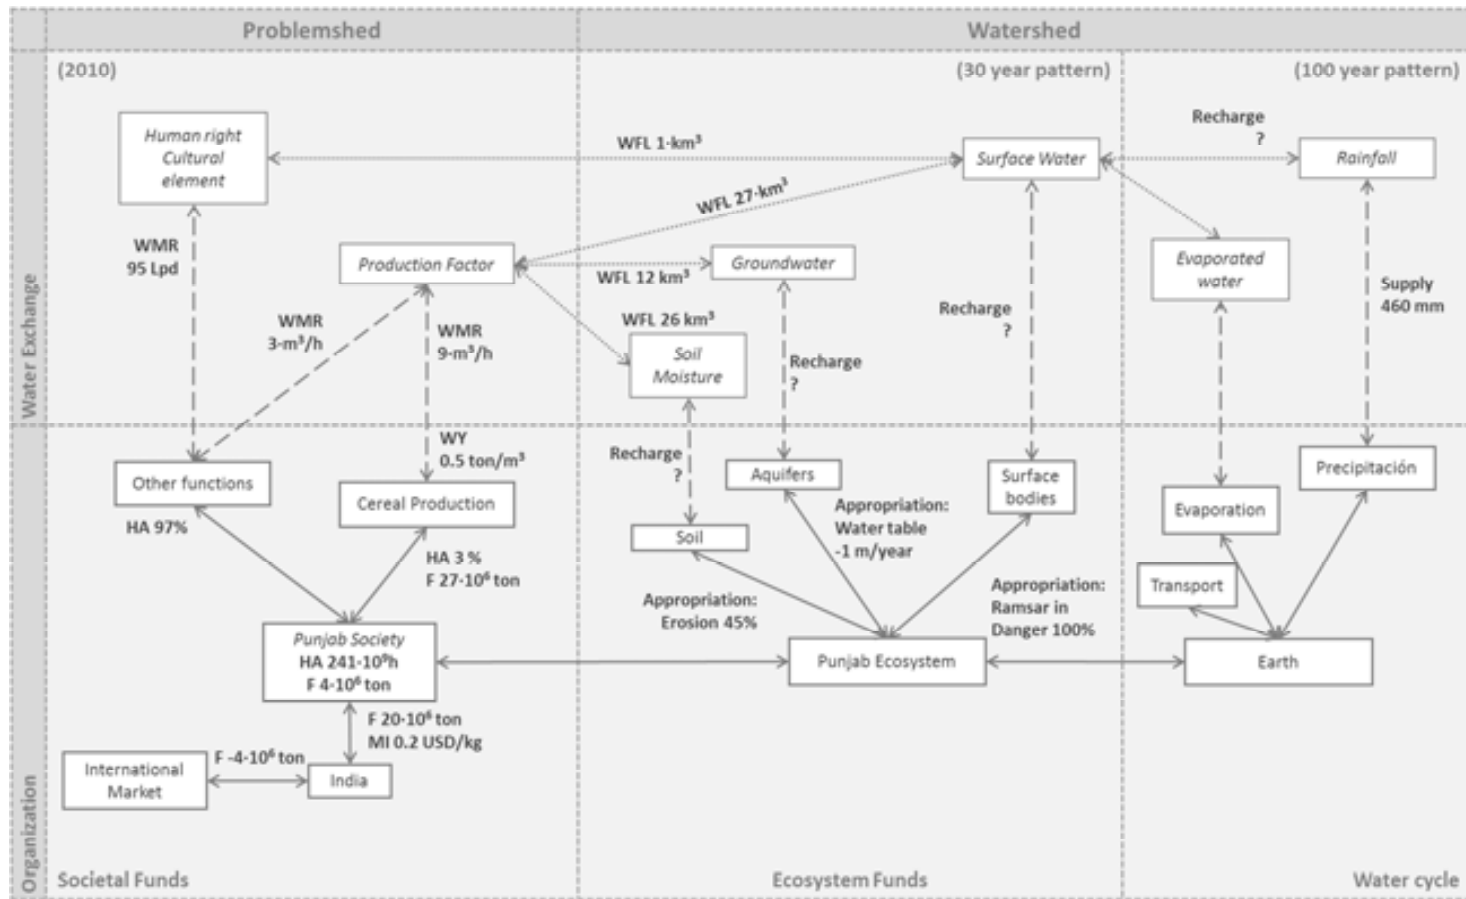 Problemshed
Watershed
Water Exchange
(2010)
(30 year pattern)
(100 year pattern)
Human right
Cultural
element
WFL 1·km³
Surface Water
Recharge
?
Rainfall
WFL 27·km³
WMR
95 Lpd
Production Factor
WFL 12 km³
Groundwater
Evaporated
water
Supply
460 mm
WMR
3·m³/h
WMR
9·m³/h
WFL 26 km³
Soil
Moisture
Recharge
?
Recharge
?
Organization
WY
0.5 ton/m³
Recharge
?
Other functions
HA 97%
Cereal Production
HA 3 %
F 27·10⁶ ton
Aquifers
Soil
Surface
bodies
Precipitación
Evaporation
Transport
Appropriation:
Water table
-1 m/year
Appropriation:
Erosion 45%
Appropriation:
Ramsar in
Danger 100%
Punjab Society
HA 241·10⁹h
F 4·10⁶ ton
Punjab Ecosystem
Earth
F 20·10⁶ ton
MI 0.2 USD/kg
International
Market
F -4·10⁶ ton
India
Societal Funds
Ecosystem Funds
Water cycle